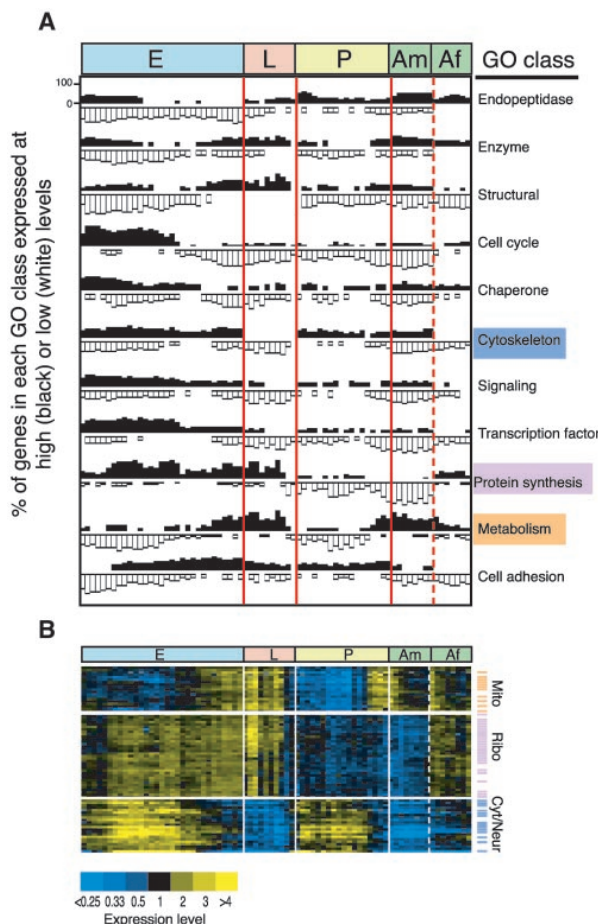 A
E L P Am Af GO class
100
0
Endopeptidase
Enzyme
Structural
Cell cycle
Chaperone
Cytoskeleton
Signaling
Transcription factor
Protein synthesis
Metabolism
Cell adhesion
% of genes in each GO class expressed at
high (black) or low (white) levels
B
E L P Am Af
Mito
Ribo
Cyt/Neur
<0.25 0.33 0.5 1 2 3 >4
Expression level